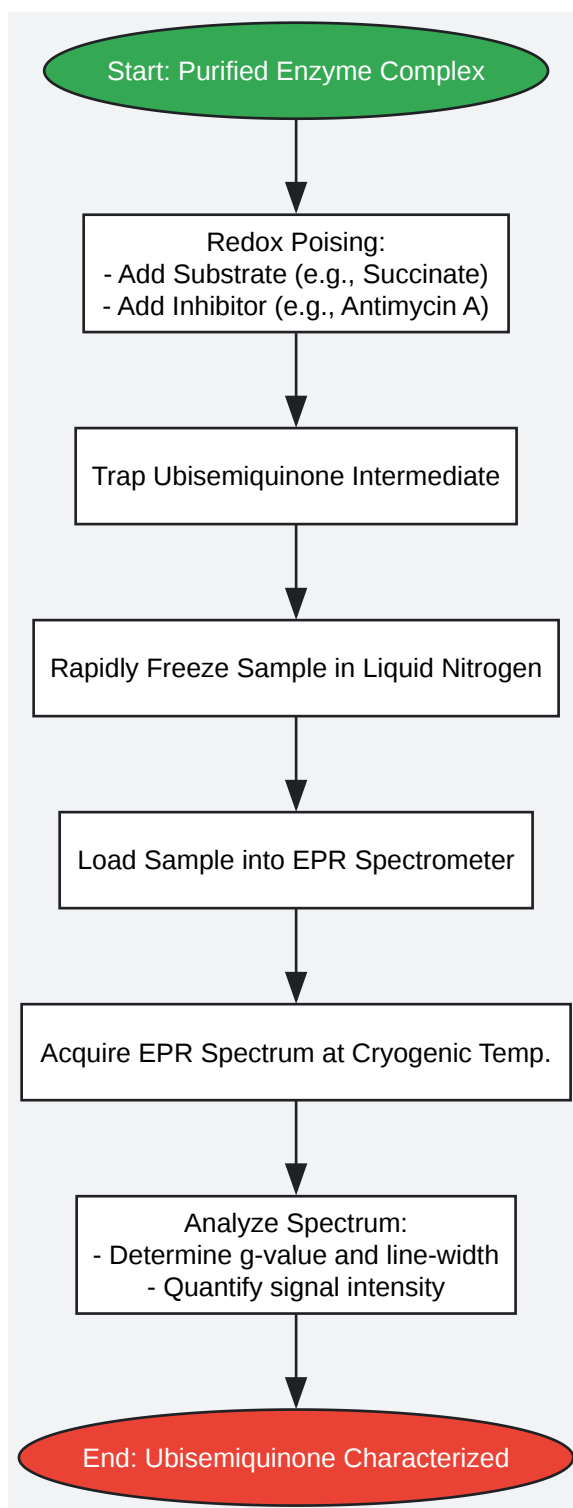 Start: Purified Enzyme Complex
Redox Poising:
- Add Substrate (e.g., Succinate)
- Add Inhibitor (e.g., Antimycin A)
Trap Ubisemiquinone Intermediate
Rapidly Freeze Sample in Liquid Nitrogen
Load Sample into EPR Spectrometer
Acquire EPR Spectrum at Cryogenic Temp.
Analyze Spectrum:
- Determine g-value and line-width
- Quantify signal intensity
End: Ubisemiquinone Characterized